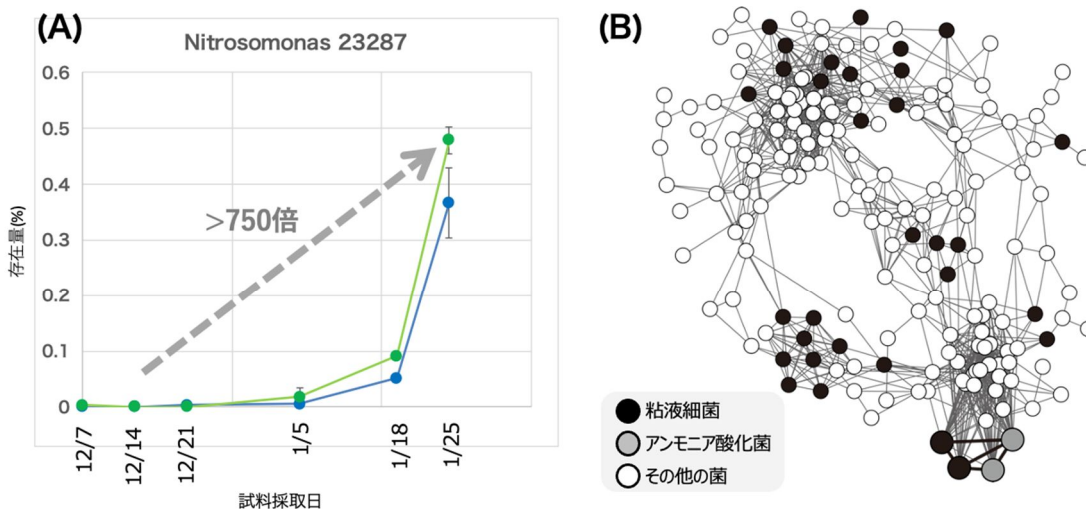 (A)
Nitrosomonas 23287
0.6
0.5
0.4
0.3
0.2
0.1
0
存在量(%)
>750倍
12/7
12/14
12/21
1/5
1/18
1/25
試料採取日
(B)
粘液細菌
アンモニア酸化菌
その他の菌